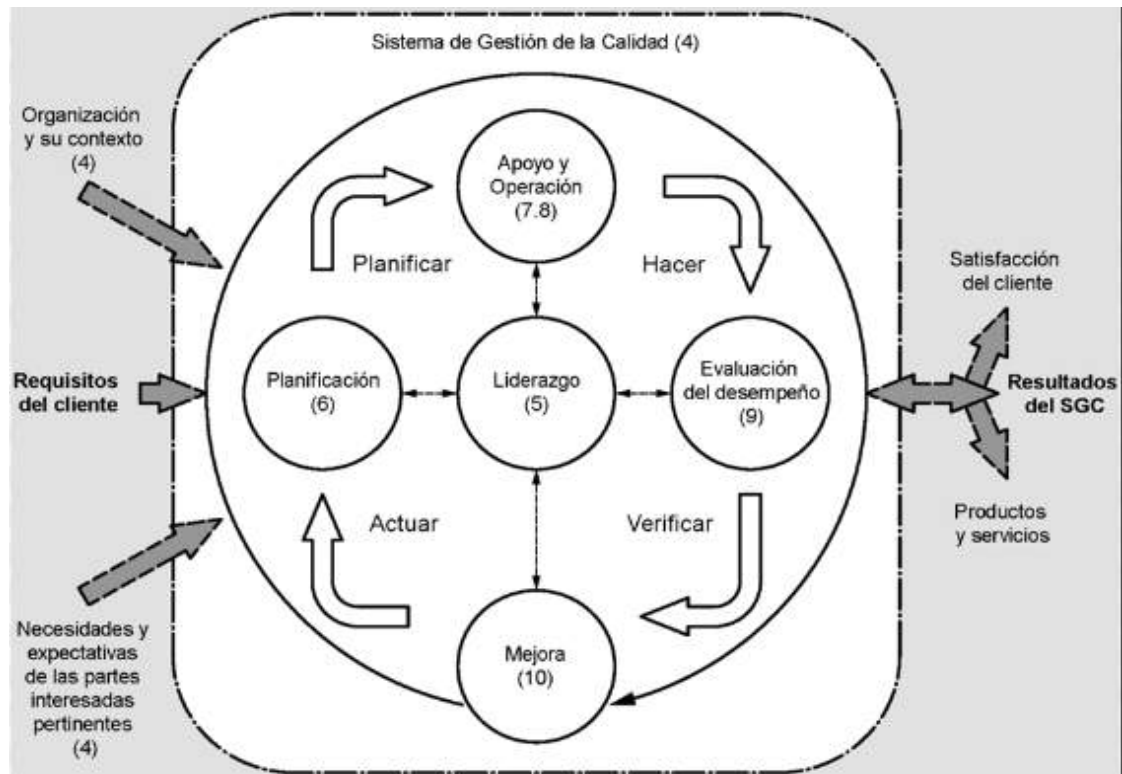 Sistema de Gestión de la Calidad (4)
Organización
y su contexto
(4)
Apoyo y
Operación
(7.8)
Planificar
Hacer
Satisfacción
del cliente
Requisitos
del cliente
Planificación
(6)
Liderazgo
(5)
Evaluación
del desempeño
(9)
Resultados
del SGC
Actuar
Verificar
Productos
y servicios
Necesidades y
expectativas
de las partes
interesadas
pertinentes
(4)
Mejora
(10)